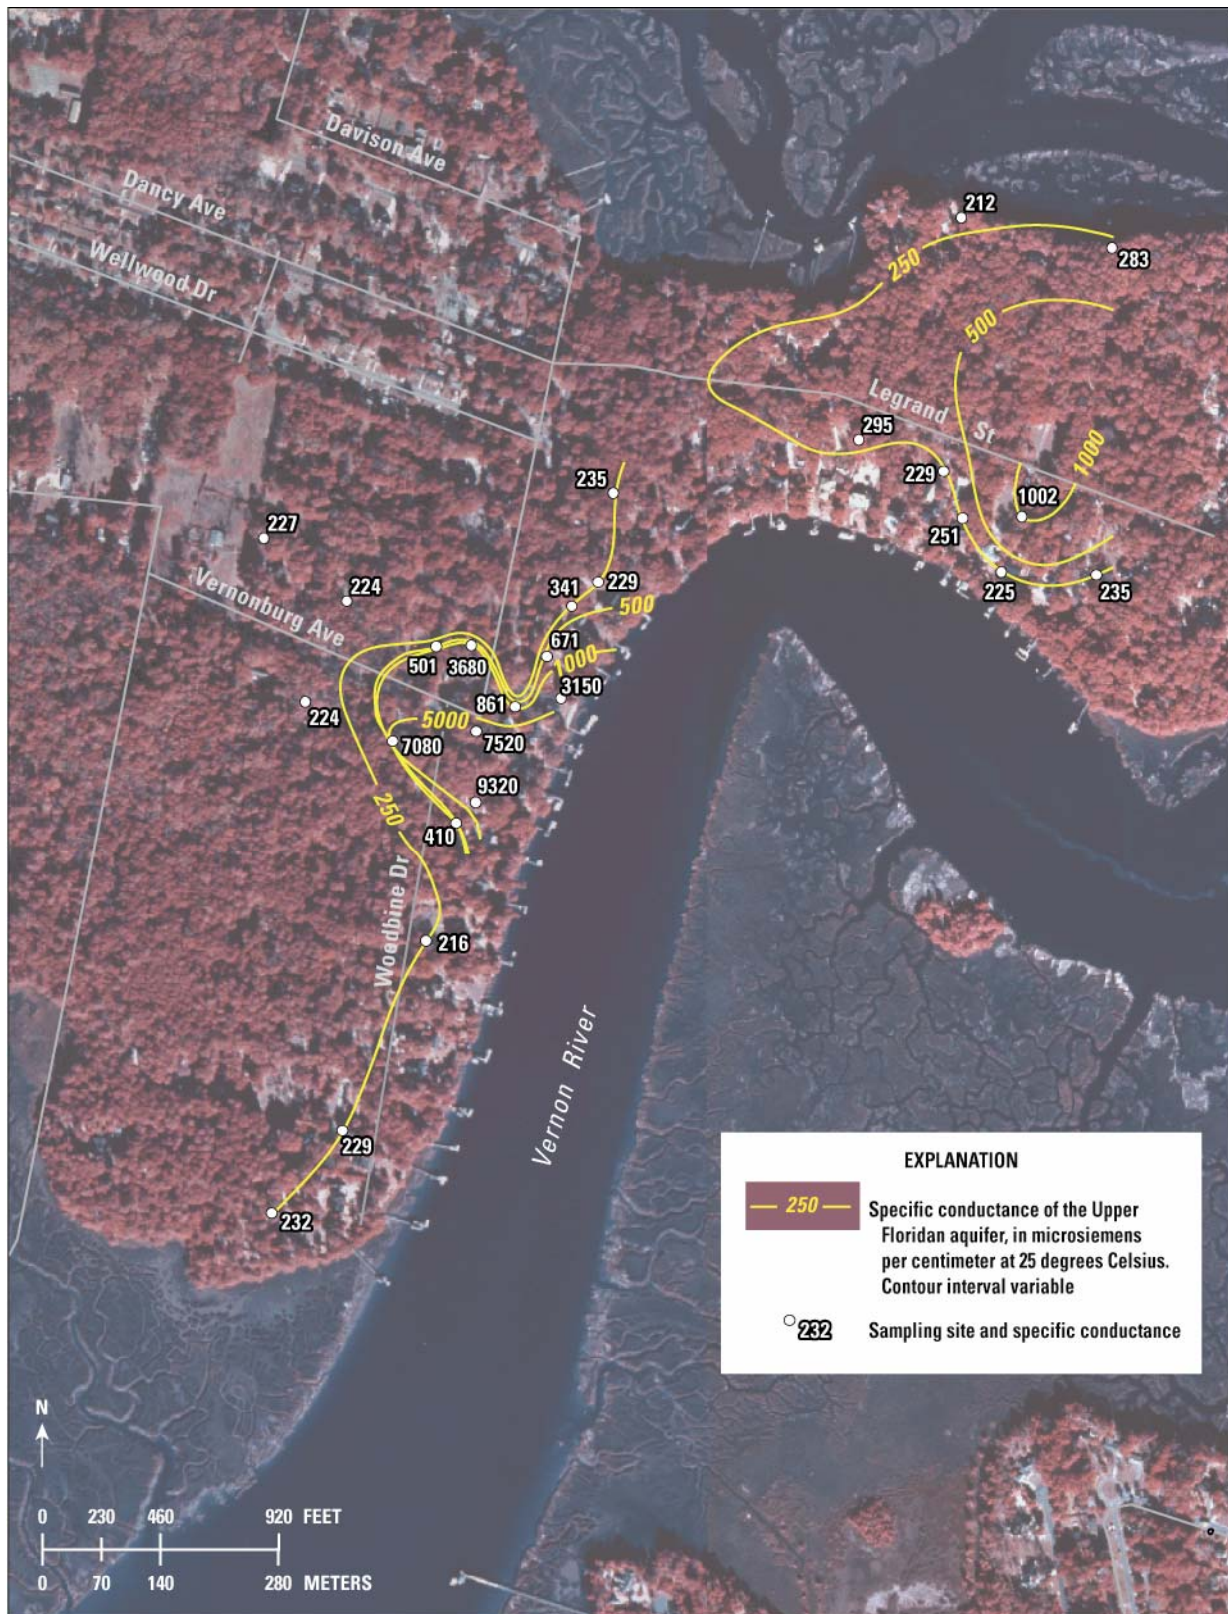 Davison Ave
Dancy Ave
Wellwood Dr
212
250
283
500
Legrand St
295
1000
229
235
1002
251
227
225
235
229
224
341
500
Vernonburg Ave
671
1000
501
3680
3150
861
224
5000
7520
7080
9320
250
410
Woodbine Dr
216
Vernon River
229
232
EXPLANATION
250
Specific conductance of the Upper
Floridan aquifer, in microsiemens
per centimeter at 25 degrees Celsius.
Contour interval variable
232
Sampling site and specific conductance
N
0 230 460 920 FEET
0 70 140 280 METERS